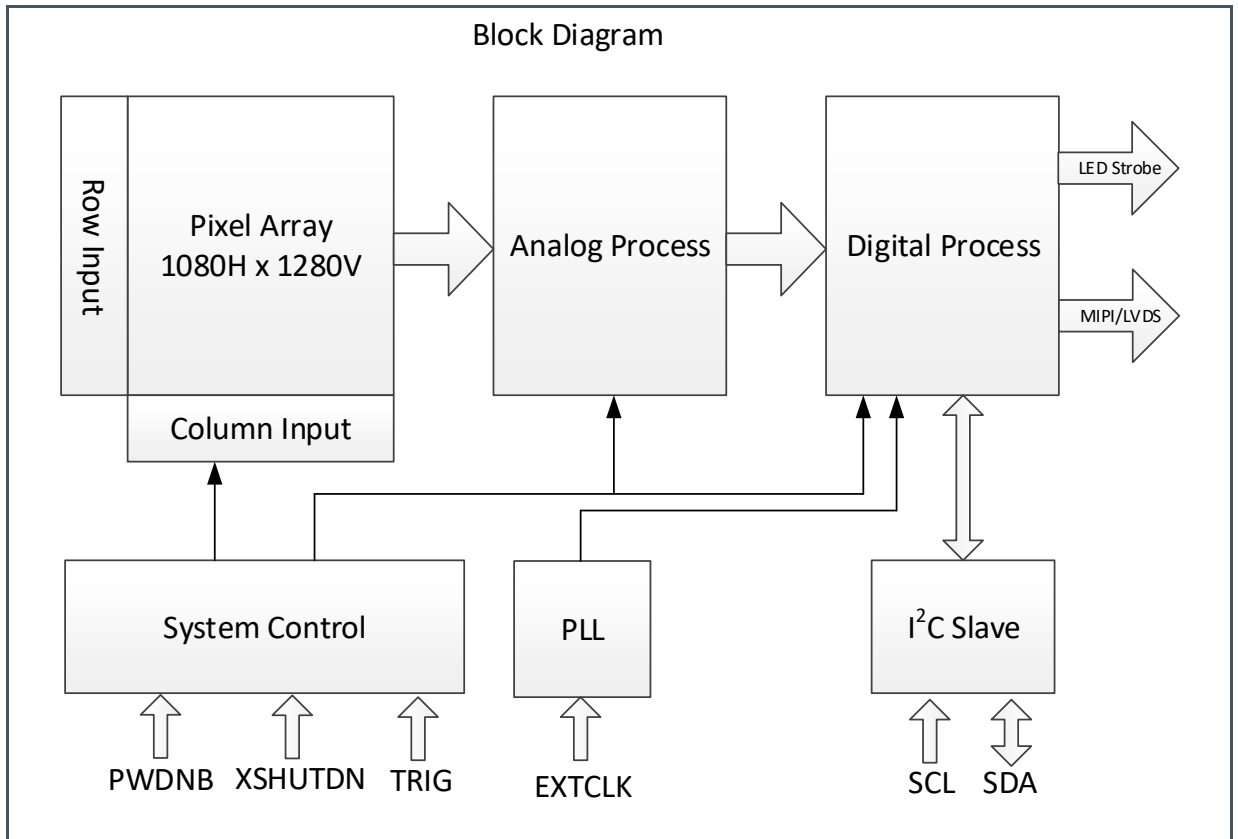 Block Diagram
Row Input
Pixel Array
1080H x 1280V
Analog Process
Digital Process
LED Strobe
MIPI/LVDS
Column Input
System Control
PLL
I²C Slave
PWDNB
XSHUTDN
TRIG
EXTCLK
SCL
SDA